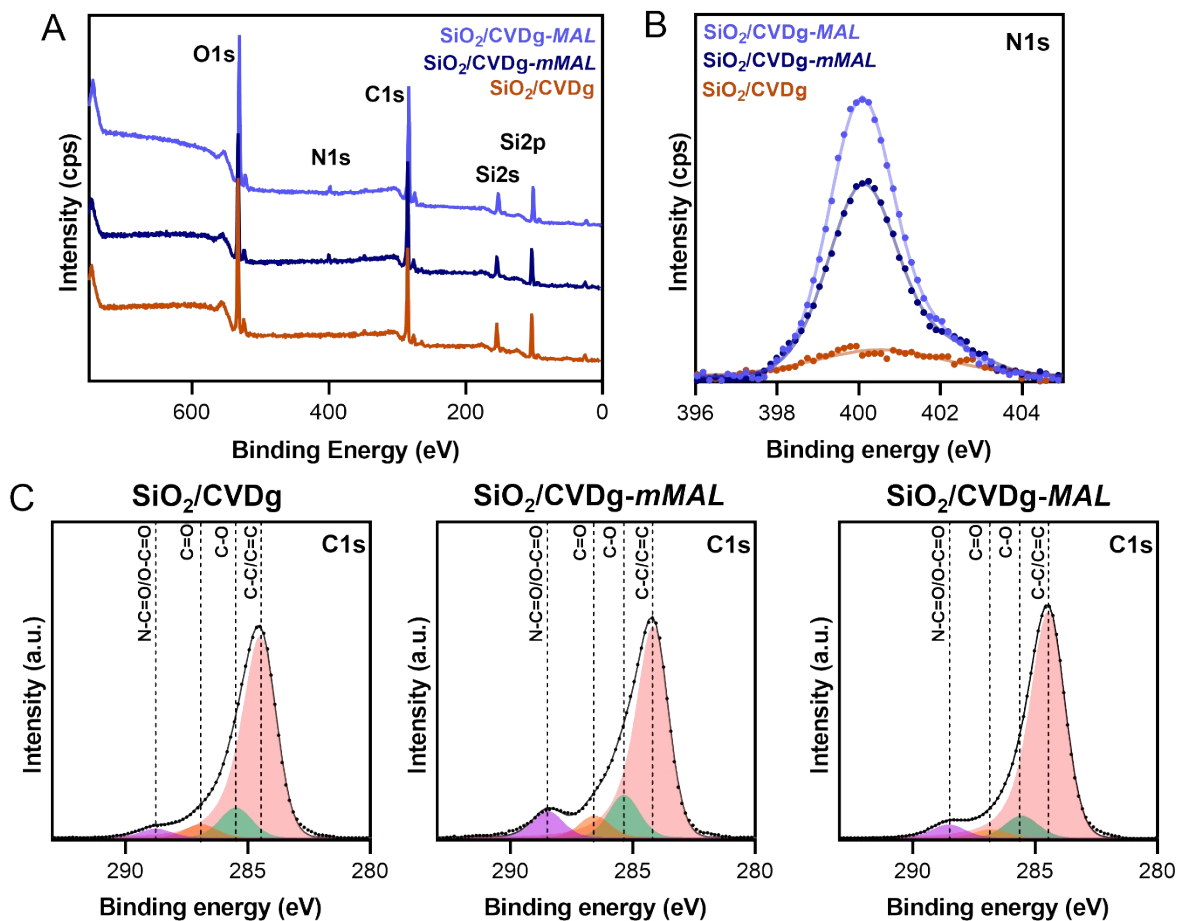 A
SiO₂/CVDg-MAL
SiO₂/CVDg-mMAL
SiO₂/CVDg
O1s
C1s
N1s
Si2s
Si2p
Intensity (cps)
600
400
200
0
Binding Energy (eV)
B
SiO₂/CVDg-MAL
SiO₂/CVDg-mMAL
SiO₂/CVDg
N1s
Intensity (cps)
396
398
400
402
404
Binding energy (eV)
C
SiO₂/CVDg
C1s
N-C=O/O-C=O
C=O
C-O
C-C/C=C
Intensity (a.u.)
290
285
280
Binding energy (eV)
SiO₂/CVDg-mMAL
C1s
N-C=O/O-C=O
C=O
C-O
C-C/C=C
Intensity (a.u.)
290
285
280
Binding energy (eV)
SiO₂/CVDg-MAL
C1s
N-C=O/O-C=O
C=O
C-O
C-C/C=C
Intensity (a.u.)
290
285
280
Binding energy (eV)